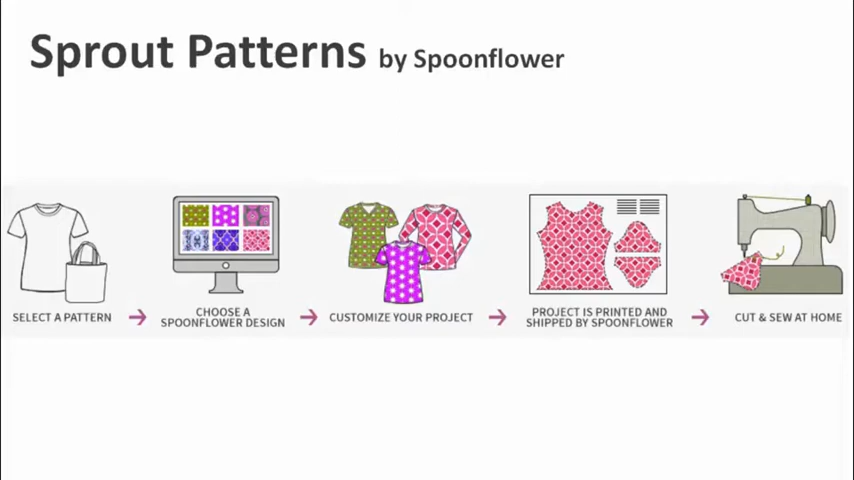 Sprout Patterns by Spoonflower
SELECT A PATTERN
CHOOSE A
SPOONFLOWER DESIGN
CUSTOMIZE YOUR PROJECT
PROJECT IS PRINTED AND
SHIPPED BY SPOONFLOWER
CUT & SEW AT HOME